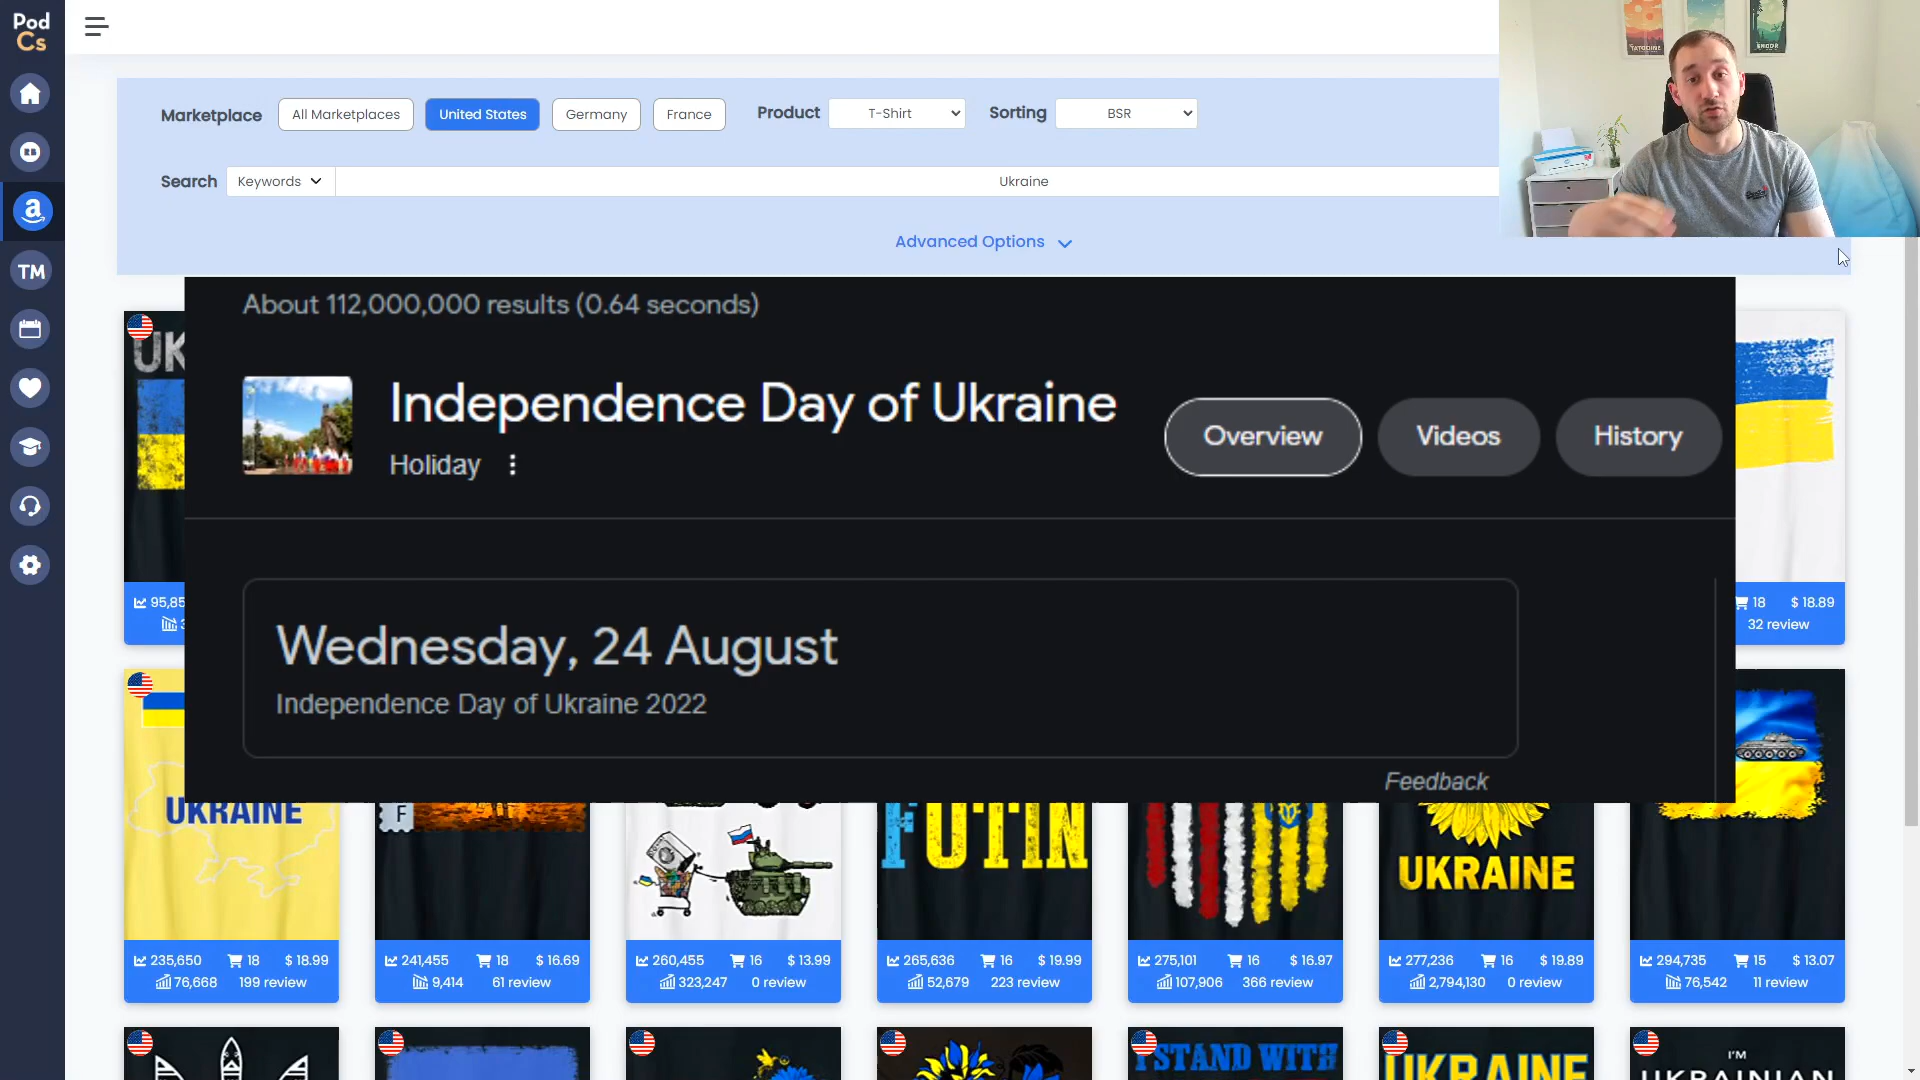 Pod
Cs
TM
Marketplace
All Marketplaces
United States
Germany
France
Product
T-Shirt
Sorting
BSR
Search
Keywords
Ukraine
Advanced Options
About 112,000,000 results (0.64 seconds)
Independence Day of Ukraine
Holiday
Overview
Videos
History
Wednesday, 24 August
Independence Day of Ukraine 2022
Feedback
UK
95,85
18
$ 18.89
32 review
UKRAINE
F
UKRAINE
235,650 18 $ 18.99
76,668 199 review
241,455 18 $ 16.69
9,414 61 review
260,455 16 $ 13.99
323,247 0 review
265,636 16 $ 19.99
52,679 223 review
275,101 16 $ 16.97
107,906 366 review
277,236 16 $ 19.89
2,794,130 0 review
294,735 15 $ 13.07
76,542 11 review
I STAND WITH
UKRAINE
I'M
UKRAINIAN